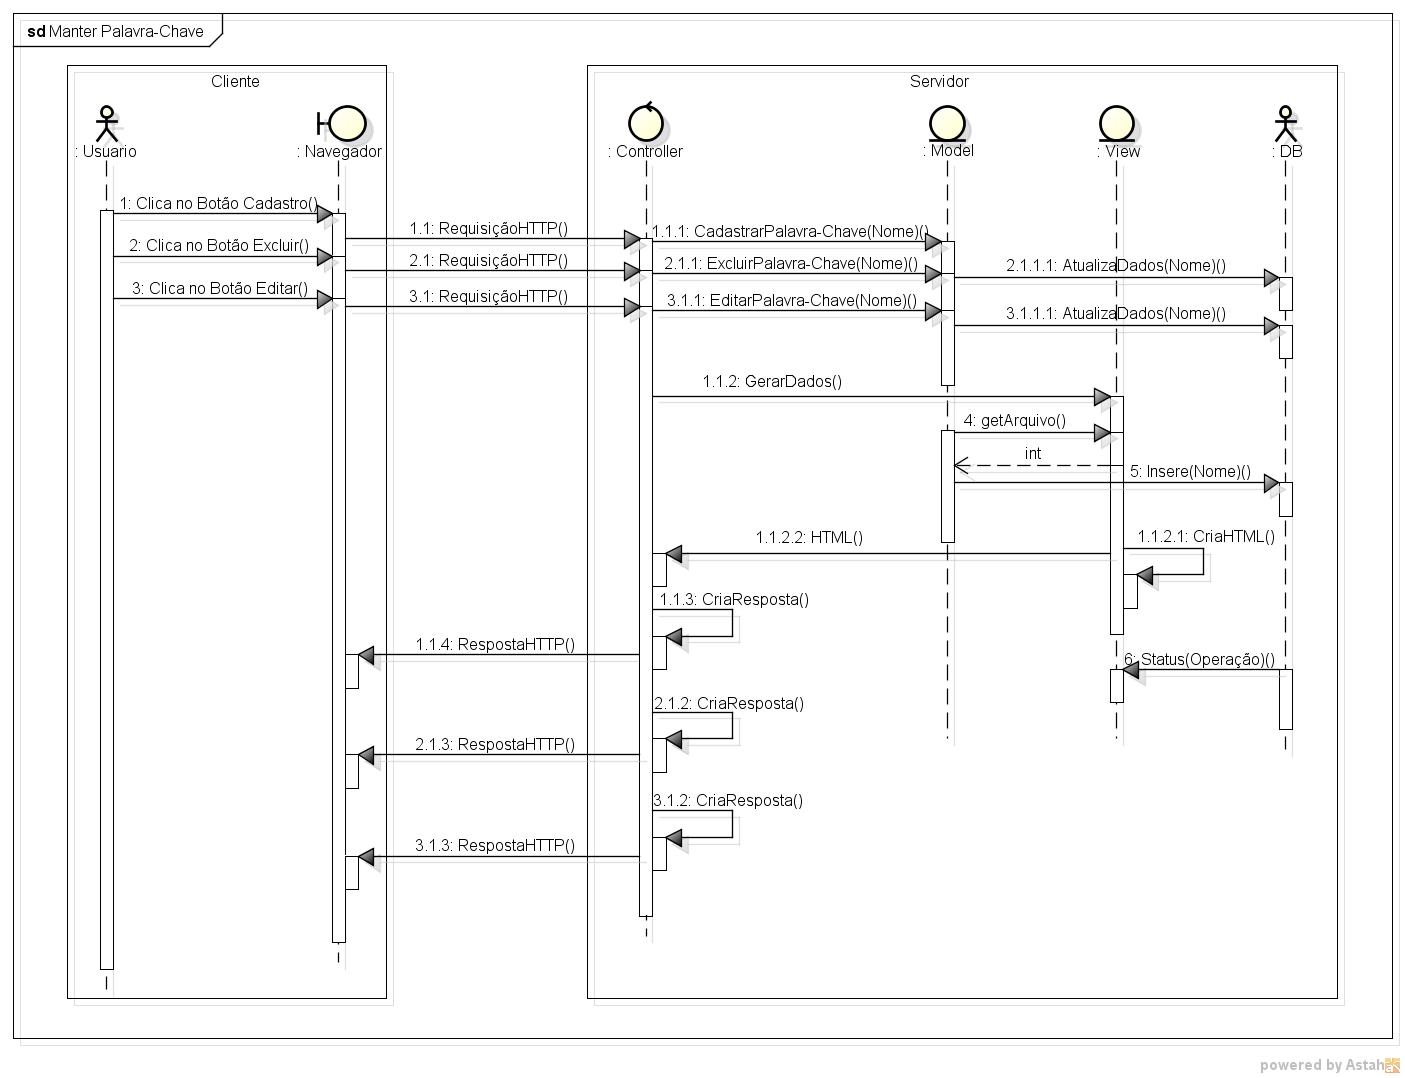 sd Manter Palavra-Chave
Cliente
Servidor
: Usuario
: Navegador
: Controller
: Model
: View
: DB
1: Clica no Botão Cadastro()
1.1: RequisiçãoHTTP()
1.1.1: CadastrarPalavra-Chave(Nome)()
2: Clica no Botão Excluir()
2.1: RequisiçãoHTTP()
2.1.1: ExcluirPalavra-Chave(Nome)()
2.1.1.1: AtualizaDados(Nome)()
3: Clica no Botão Editar()
3.1: RequisiçãoHTTP()
3.1.1: EditarPalavra-Chave(Nome)()
3.1.1.1: AtualizaDados(Nome)()
1.1.2: GerarDados()
4: getArquivo()
int
5: Insere(Nome)()
1.1.2.2: HTML()
1.1.2.1: CriaHTML()
1.1.3: CriaResposta()
1.1.4: RespostaHTTP()
6: Status(Operação)()
2.1.2: CriaResposta()
2.1.3: RespostaHTTP()
3.1.2: CriaResposta()
3.1.3: RespostaHTTP()
powered by Astah